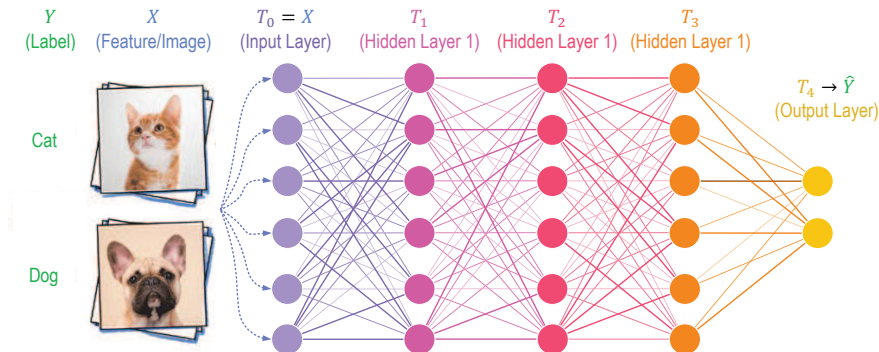 Y
(Label)
X
(Feature/Image)
T₀ = X
(Input Layer)
T₁
(Hidden Layer 1)
T₂
(Hidden Layer 1)
T₃
(Hidden Layer 1)
T₄ → Ŷ
(Output Layer)
Cat
Dog